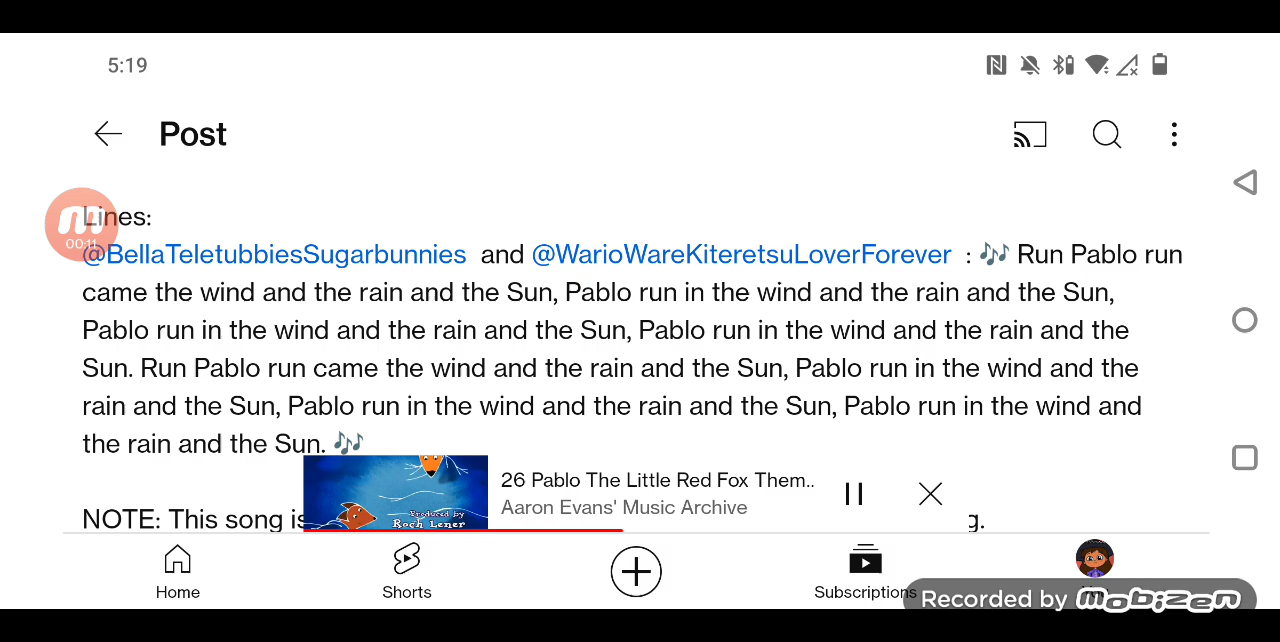 5:19
Post
Lines:
00:11
@BellaTeletubbiesSugarbunnies and @WarioWareKiteretsuLoverForever : 🎶 Run Pablo run
came the wind and the rain and the Sun, Pablo run in the wind and the rain and the Sun,
Pablo run in the wind and the rain and the Sun, Pablo run in the wind and the rain and the
Sun. Run Pablo run came the wind and the rain and the Sun, Pablo run in the wind and the
rain and the Sun, Pablo run in the wind and the rain and the Sun, Pablo run in the wind and
the rain and the Sun. 🎶
26 Pablo The Little Red Fox Them..
Aaron Evans' Music Archive
Produced by
Roch Lener
NOTE: This song is g.
Home
Shorts
Subscriptions
Recorded by mobizen